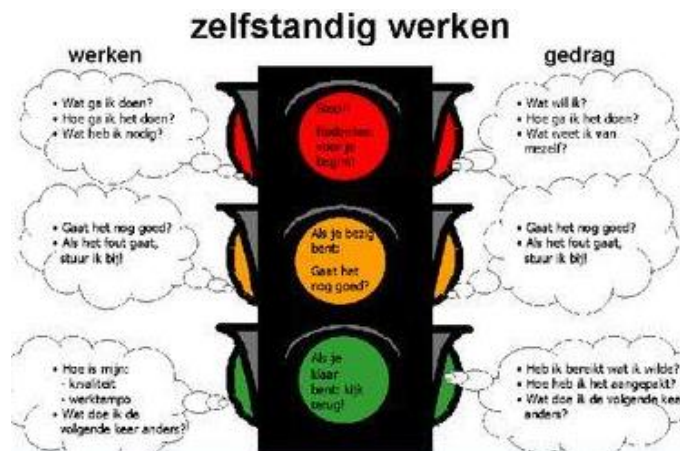 zelfstandig werken
werken
gedrag
• Wat ga ik doen?
• Hoe ga ik het doen?
• Wat heb ik nodig?
Stop!
voor je
begint!
• Wat wil ik?
• Hoe ga ik het doen?
• Wat weet ik van
mezelf?
• Gaat het nog goed?
• Als het fout gaat,
stuur ik bij!
Als je bezig
bent:
Gaat het
nog goed?
• Gaat het nog goed?
• Als het fout gaat,
stuur ik bij!
• Hoe is mijn:
- kwaliteit
- werktempo
• Wat doe ik de
volgende keer anders?
Als je
klaar
bent: kijk
terug!
• Heb ik bereikt wat ik wilde?
• Hoe heb ik het aangepakt?
• Wat doe ik de volgende keer
anders?